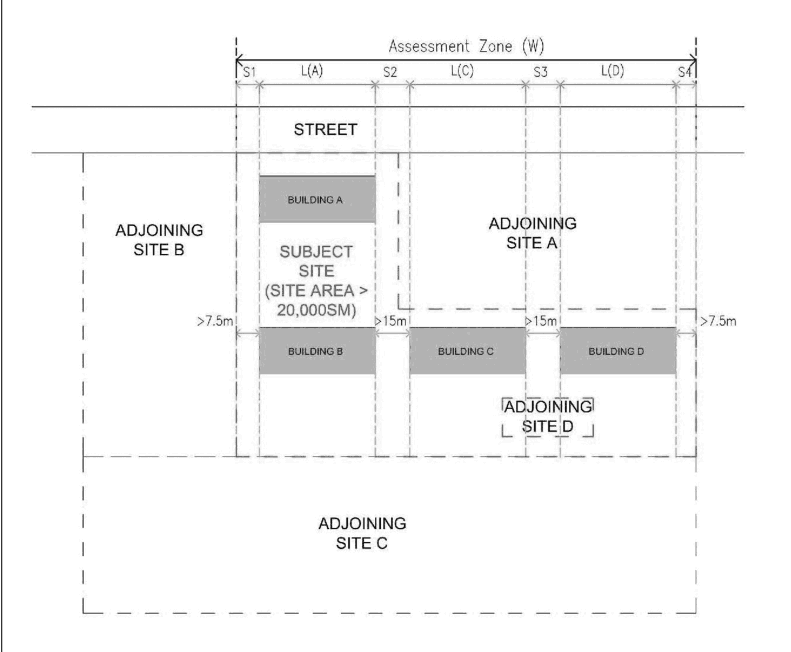 Assessment Zone (W)
S1 L(A) S2 L(C) S3 L(D) S4
STREET
BUILDING A
ADJOINING
SITE B
ADJOINING
SITE A
SUBJECT
SITE
(SITE AREA >
20,000SM)
>7.5m >15m >15m >7.5m
BUILDING B BUILDING C BUILDING D
ADJOINING
SITE D
ADJOINING
SITE C